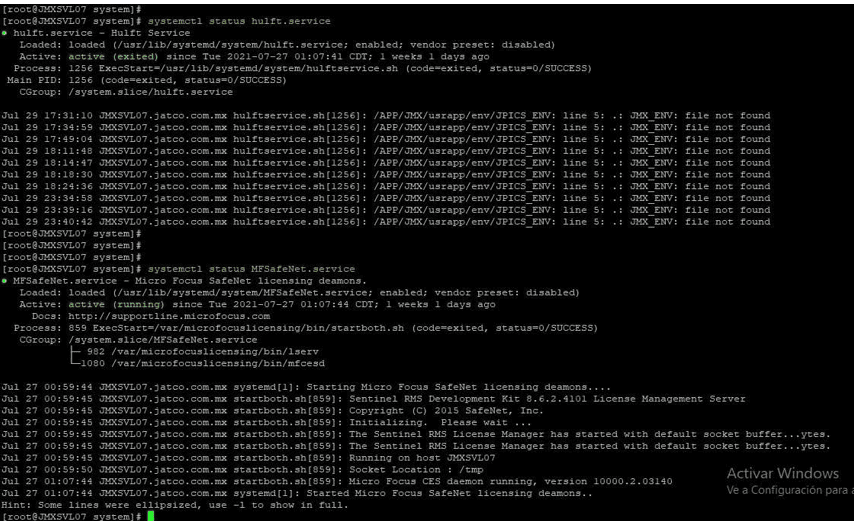 [root@JMXSVL07 system]#
[root@JMXSVL07 system]# systemctl status hulft.service
● hulft.service - Hulft Service
Loaded: loaded (/usr/lib/systemd/system/hulft.service; enabled; vendor preset: disabled)
Active: active (exited) since Tue 2021-07-27 01:07:41 CDT; 1 weeks 1 days ago
Process: 1256 ExecStart=/usr/lib/systemd/system/hulftservice.sh (code=exited, status=0/SUCCESS)
Main PID: 1256 (code=exited, status=0/SUCCESS)
CGroup: /system.slice/hulft.service
Jul 29 17:31:10 JMXSVL07.jatco.com.mx hulftservice.sh[1256]: /APP/JMX/usrapp/env/JPICS_ENV: line 5: .: JMX_ENV: file not found
Jul 29 17:34:59 JMXSVL07.jatco.com.mx hulftservice.sh[1256]: /APP/JMX/usrapp/env/JPICS_ENV: line 5: .: JMX_ENV: file not found
Jul 29 17:49:04 JMXSVL07.jatco.com.mx hulftservice.sh[1256]: /APP/JMX/usrapp/env/JPICS_ENV: line 5: .: JMX_ENV: file not found
Jul 29 18:11:48 JMXSVL07.jatco.com.mx hulftservice.sh[1256]: /APP/JMX/usrapp/env/JPICS_ENV: line 5: .: JMX_ENV: file not found
Jul 29 18:14:47 JMXSVL07.jatco.com.mx hulftservice.sh[1256]: /APP/JMX/usrapp/env/JPICS_ENV: line 5: .: JMX_ENV: file not found
Jul 29 18:18:30 JMXSVL07.jatco.com.mx hulftservice.sh[1256]: /APP/JMX/usrapp/env/JPICS_ENV: line 5: .: JMX_ENV: file not found
Jul 29 18:24:36 JMXSVL07.jatco.com.mx hulftservice.sh[1256]: /APP/JMX/usrapp/env/JPICS_ENV: line 5: .: JMX_ENV: file not found
Jul 29 23:34:58 JMXSVL07.jatco.com.mx hulftservice.sh[1256]: /APP/JMX/usrapp/env/JPICS_ENV: line 5: .: JMX_ENV: file not found
Jul 29 23:39:16 JMXSVL07.jatco.com.mx hulftservice.sh[1256]: /APP/JMX/usrapp/env/JPICS_ENV: line 5: .: JMX_ENV: file not found
Jul 29 23:40:42 JMXSVL07.jatco.com.mx hulftservice.sh[1256]: /APP/JMX/usrapp/env/JPICS_ENV: line 5: .: JMX_ENV: file not found
[root@JMXSVL07 system]#
[root@JMXSVL07 system]#
[root@JMXSVL07 system]#
[root@JMXSVL07 system]# systemctl status MFSafeNet.service
● MFSafeNet.service - Micro Focus SafeNet licensing deamons.
Loaded: loaded (/usr/lib/systemd/system/MFSafeNet.service; enabled; vendor preset: disabled)
Active: active (running) since Tue 2021-07-27 01:07:44 CDT; 1 weeks 1 days ago
Docs: http://supportline.microfocus.com
Process: 859 ExecStart=/var/microfocuslicensing/bin/startboth.sh (code=exited, status=0/SUCCESS)
CGroup: /system.slice/MFSafeNet.service
├─ 982 /var/microfocuslicensing/bin/lserv
└─1080 /var/microfocuslicensing/bin/mfcesd
Jul 27 00:59:44 JMXSVL07.jatco.com.mx systemd[1]: Starting Micro Focus SafeNet licensing deamons....
Jul 27 00:59:45 JMXSVL07.jatco.com.mx startboth.sh[859]: Sentinel RMS Development Kit 8.6.2.4101 License Management Server
Jul 27 00:59:45 JMXSVL07.jatco.com.mx startboth.sh[859]: Copyright (C) 2015 SafeNet, Inc.
Jul 27 00:59:45 JMXSVL07.jatco.com.mx startboth.sh[859]: Initializing.  Please wait ...
Jul 27 00:59:45 JMXSVL07.jatco.com.mx startboth.sh[859]: The Sentinel RMS License Manager has started with default socket buffer...ytes.
Jul 27 00:59:45 JMXSVL07.jatco.com.mx startboth.sh[859]: The Sentinel RMS License Manager has started with default socket buffer...ytes.
Jul 27 00:59:45 JMXSVL07.jatco.com.mx startboth.sh[859]: Running on host JMXSVL07
Jul 27 00:59:50 JMXSVL07.jatco.com.mx startboth.sh[859]: Socket Location : /tmp
Jul 27 01:07:44 JMXSVL07.jatco.com.mx startboth.sh[859]: Micro Focus CES daemon running, version 10000.2.03140
Jul 27 01:07:44 JMXSVL07.jatco.com.mx systemd[1]: Started Micro Focus SafeNet licensing deamons..
Hint: Some lines were ellipsized, use -l to show in full.
[root@JMXSVL07 system]#
Activar Windows
Ve a Configuración para a